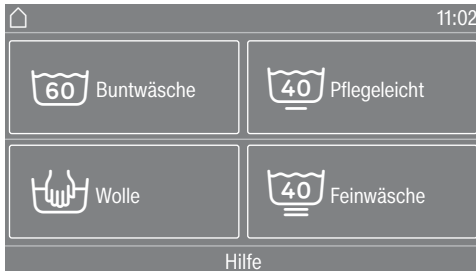 11:02
60 Buntwäsche
40 Pflegeleicht
Wolle
40 Feinwäsche
Hilfe